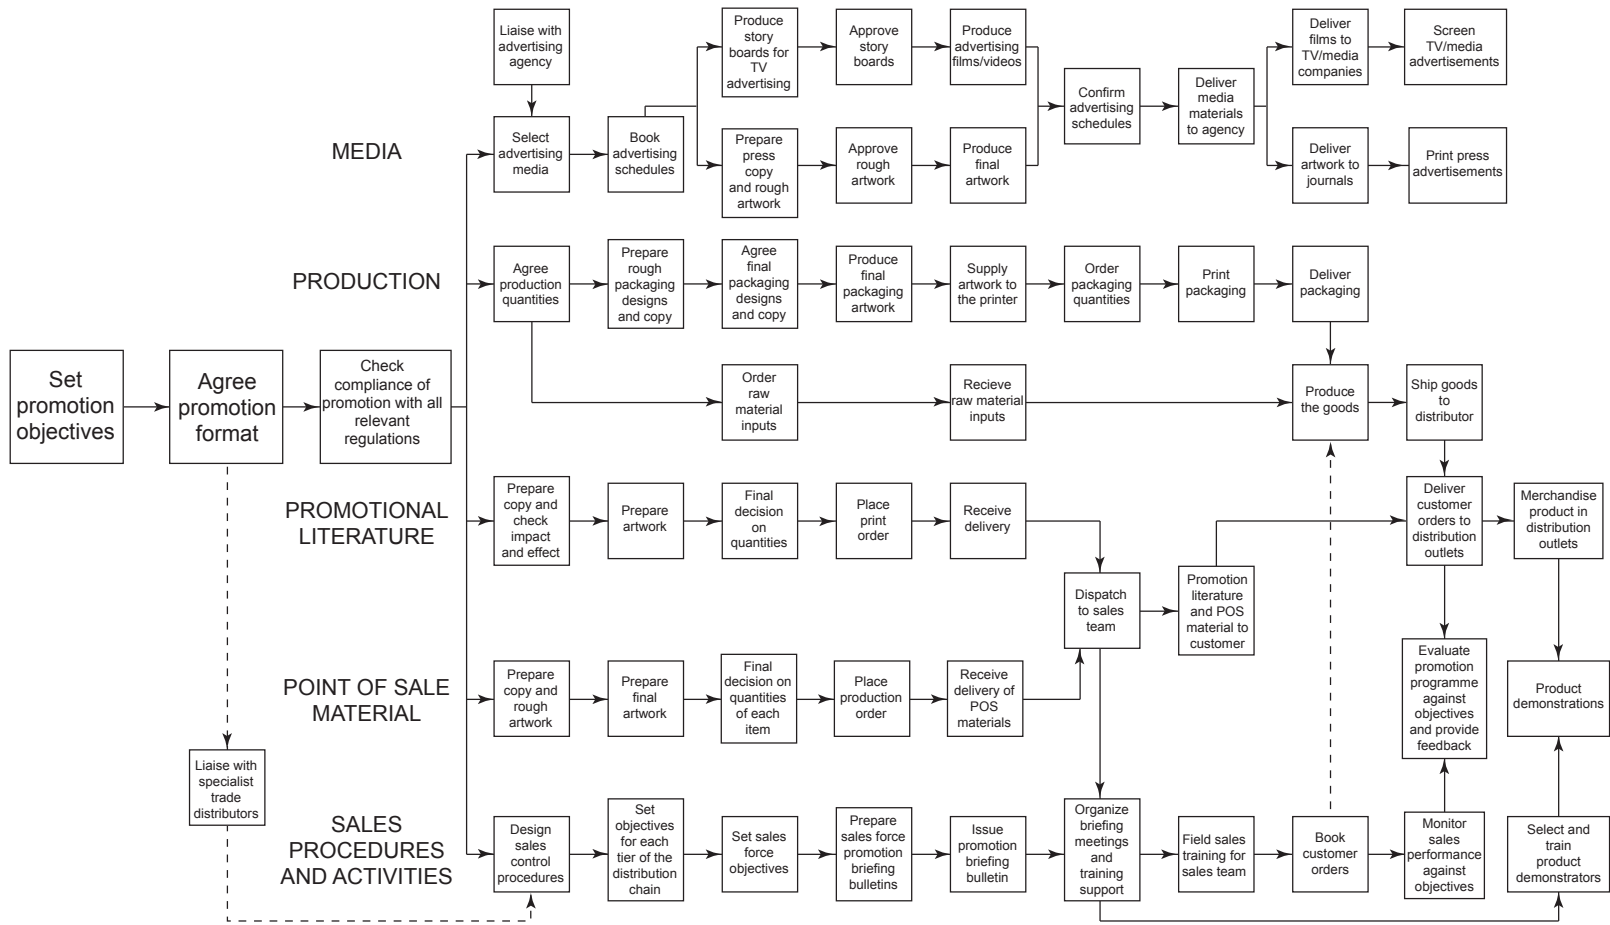 Liaise with
advertising
agency
Produce
story
boards for
TV
advertising
Approve
story
boards
Produce
advertising
films/videos
Deliver
films to
TV/media
companies
Screen
TV/media
advertisements
Confirm
advertising
schedules
Deliver
media
materials
to agency
MEDIA
Select
advertising
media
Book
advertising
schedules
Prepare
press
copy
and rough
artwork
Approve
rough
artwork
Produce
final
artwork
Deliver
artwork to
journals
Print press
advertisements
PRODUCTION
Agree
production
quantities
Prepare
rough
packaging
designs
and copy
Agree
final
packaging
designs
and copy
Produce
final
packaging
artwork
Supply
artwork to
the printer
Order
packaging
quantities
Print
packaging
Deliver
packaging
Set
promotion
objectives
Agree
promotion
format
Check
compliance of
promotion with all
relevant
regulations
Order
raw
material
inputs
Recieve
raw material
inputs
Produce
the goods
Ship goods
to
distributor
PROMOTIONAL
LITERATURE
Prepare
copy and
check
impact
and effect
Prepare
artwork
Final
decision
on
quantities
Place
print
order
Receive
delivery
Deliver
customer
orders to
distribution
outlets
Merchandise
product in
distribution
outlets
Dispatch
to sales
team
Promotion
literature
and POS
material to
customer
POINT OF SALE
MATERIAL
Prepare
copy and
rough
artwork
Prepare
final
artwork
Final
decision on
quantities
of each
item
Place
production
order
Receive
delivery of
POS
materials
Evaluate
promotion
programme
against
objectives
and provide
feedback
Product
demonstrations
Liaise with
specialist
trade
distributors
SALES
PROCEDURES
AND ACTIVITIES
Design
sales
control
procedures
Set
objectives
for each
tier of the
distribution
chain
Set sales
force
objectives
Prepare
sales force
promotion
briefing
bulletins
Issue
promotion
briefing
bulletin
Organize
briefing
meetings
and
training
support
Field sales
training for
sales team
Book
customer
orders
Monitor
sales
performance
against
objectives
Select and
train
product
demonstrators